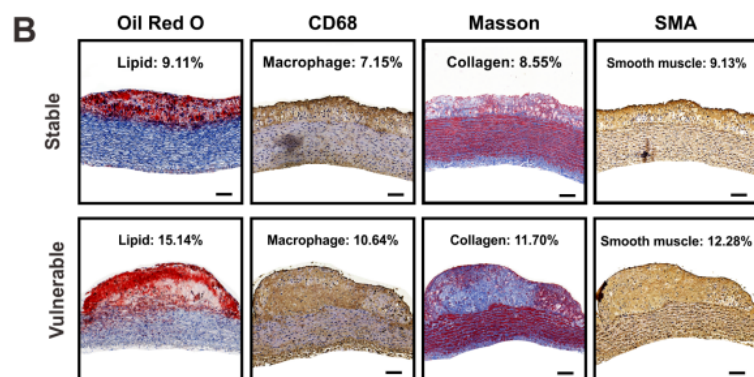 B
Oil Red O
CD68
Masson
SMA
Stable
Lipid: 9.11%
Macrophage: 7.15%
Collagen: 8.55%
Smooth muscle: 9.13%
Vulnerable
Lipid: 15.14%
Macrophage: 10.64%
Collagen: 11.70%
Smooth muscle: 12.28%